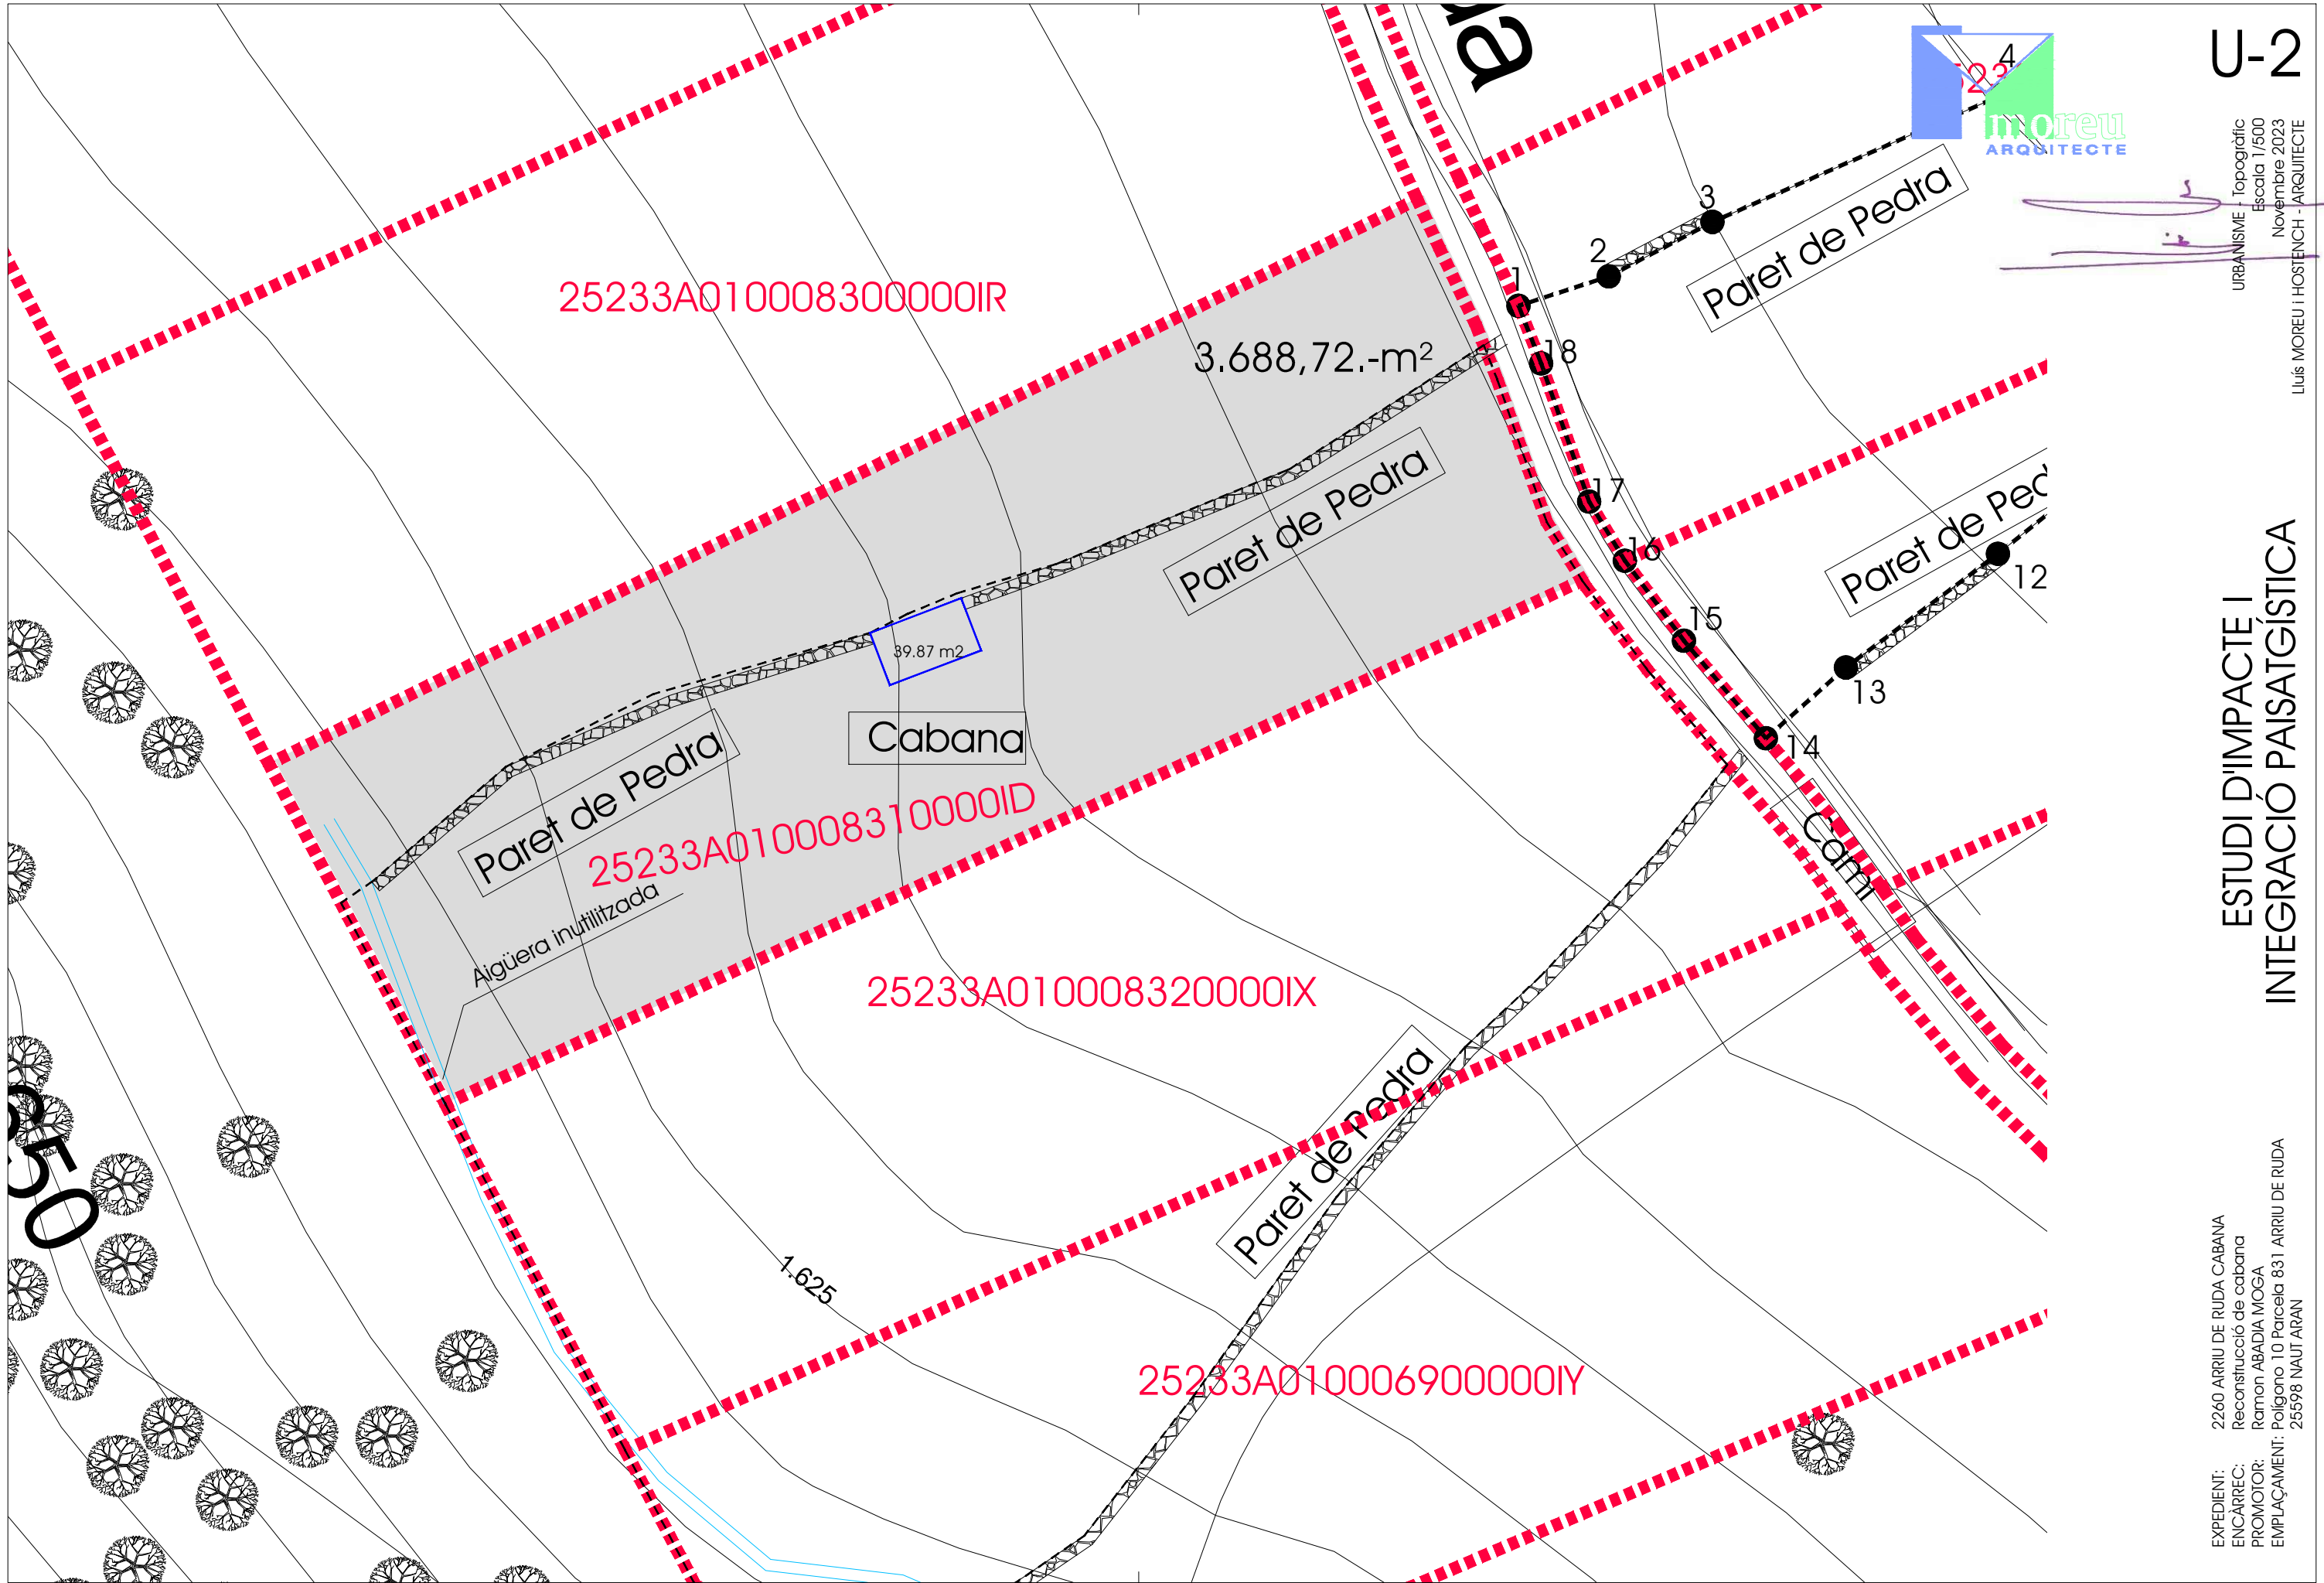 U-2
4
moreu
ARQUITECTE
URBANISME - Topogràfic
Escala 1/500
Novembre 2023
Lluís MOREU i HOSTENCH - ARQUITECTE
ESTUDI D'IMPACTE I
INTEGRACIÓ PAISATGÍSTICA
EXPEDIENT: 2260 ARRIU DE RUDA CABANA
ENCÀRREC: Reconstrucció de cabana
PROMOTOR: Ramon ABADIA MOGA
EMPLAÇAMENT: Polígono 10 Parcela 831 ARRIU DE RUDA
25598 NAUT ARAN
3
2
1
Paret de Pedra
25233A010008300000IR
3.688,72.-m²
18
17
16
15
14
13
12
Paret de Ped
Paret de Pedra
39.87 m2
Cabana
Paret de Pedra
25233A010008310000ID
Aigüera inutilitzada
Camí
25233A010008320000IX
Paret de Pedra
1.625
25233A010006900000IY